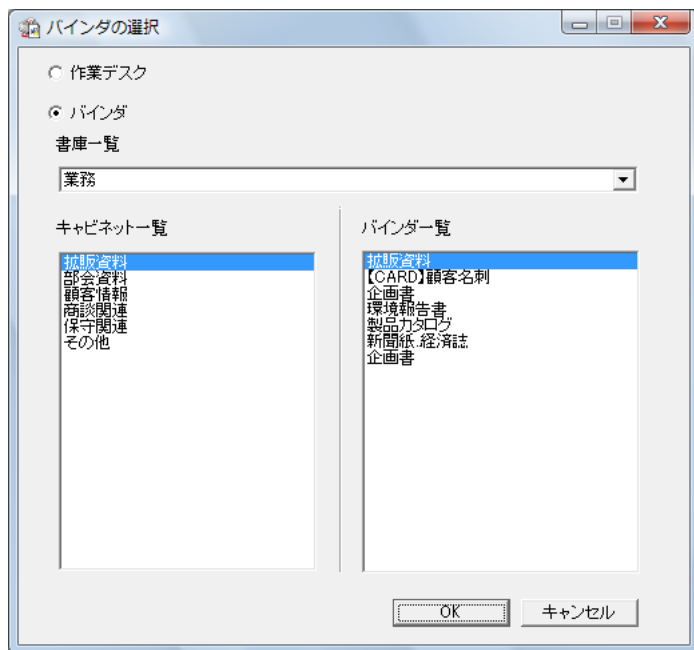 バインダの選択
作業デスク
バインダ
書庫一覧
業務
キャビネット一覧
拡販資料
部会資料
顧客情報
商談関連
保守関連
その他
バインダ一覧
拡販資料
【CARD】顧客名刺
企画書
環境報告書
製品カタログ
新聞紙.経済誌
企画書
OK
キャンセル